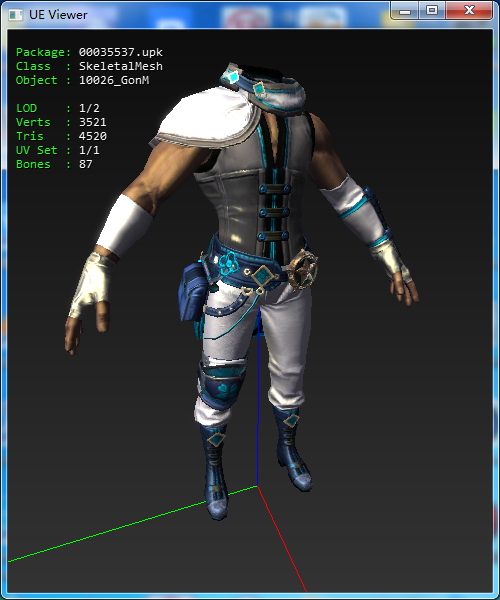 UE Viewer
Package: 00035537.upk
Class : SkeletalMesh
Object : 10026_GonM
LOD : 1/2
Verts : 3521
Tris : 4520
UV Set : 1/1
Bones : 87